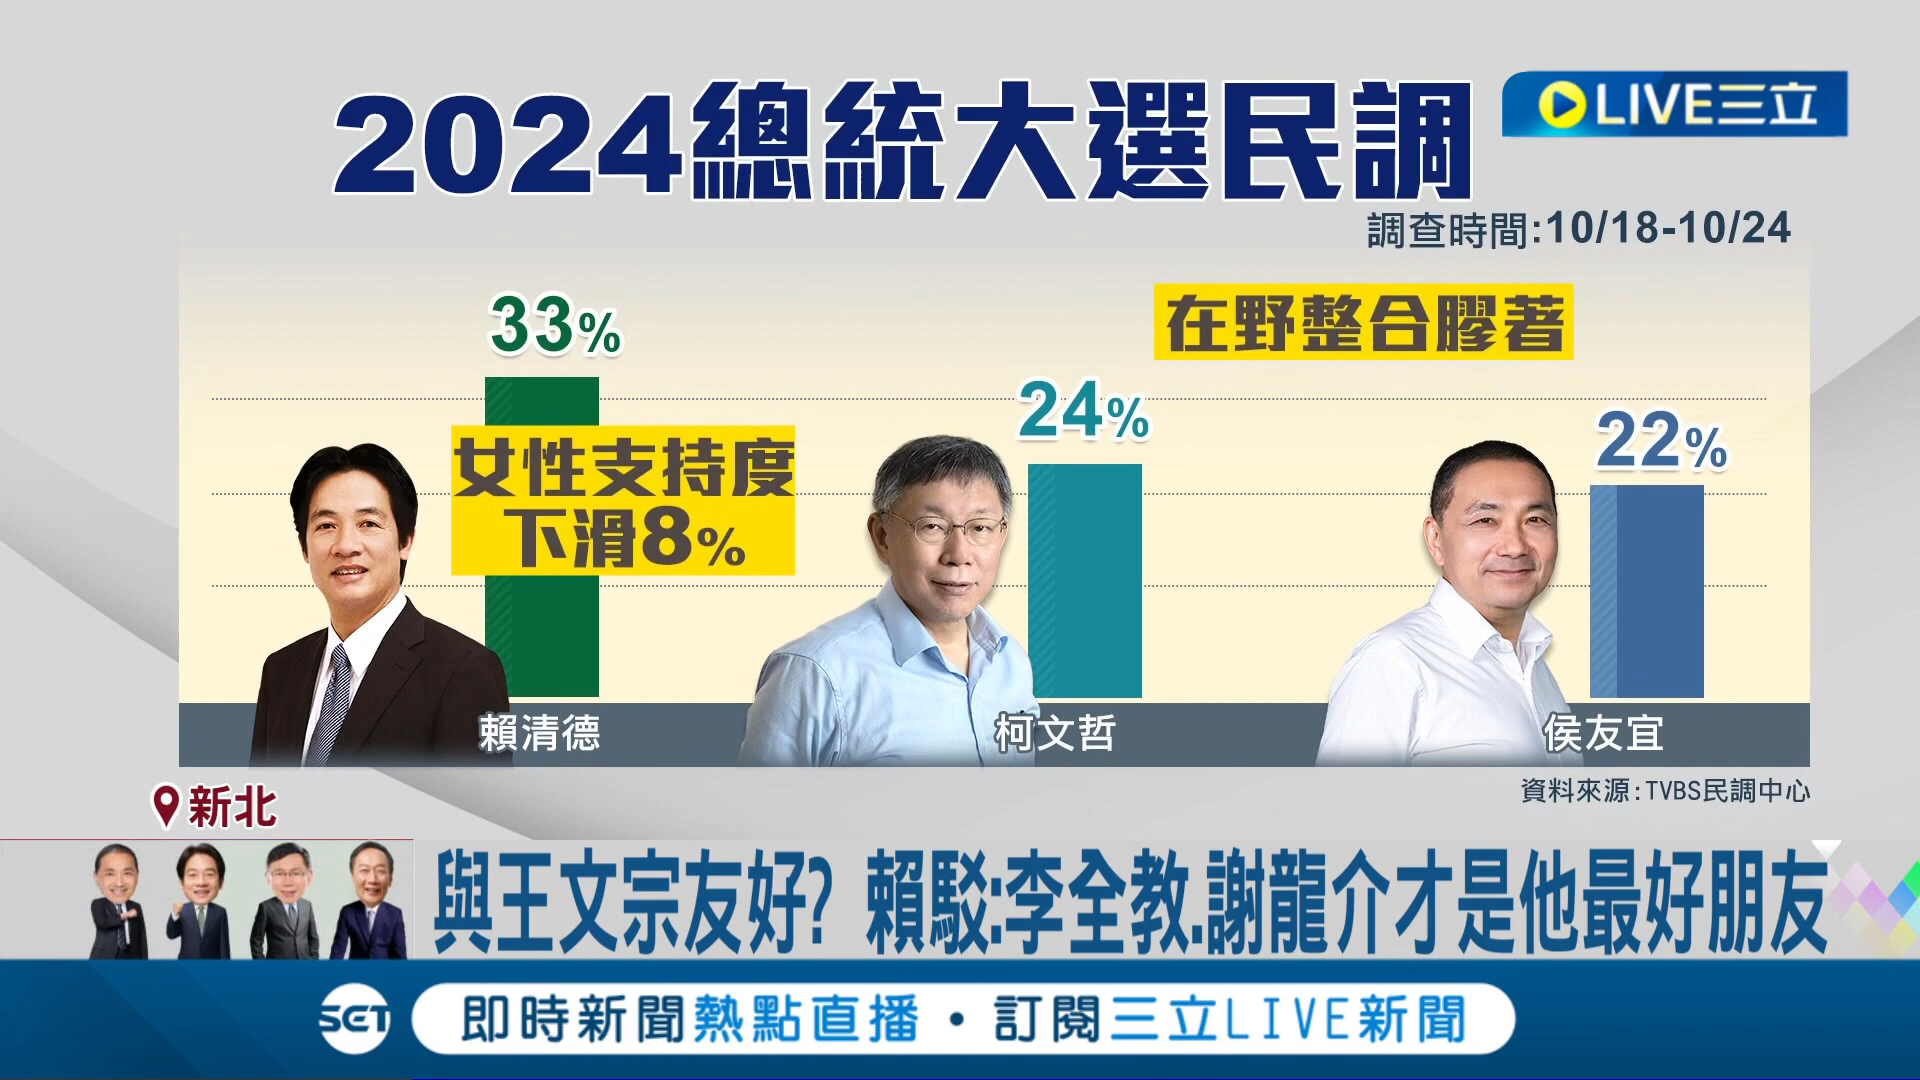 2024總統大選民調
LIVE三立
調查時間:10/18-10/24
33%
在野整合膠著
24%
22%
女性支持度
下滑8%
賴清德
柯文哲
侯友宜
資料來源:TVBS民調中心
新北
與王文宗友好? 賴駁:李全教.謝龍介才是他最好朋友
SET
即時新聞熱點直播・訂閱三立LIVE新聞